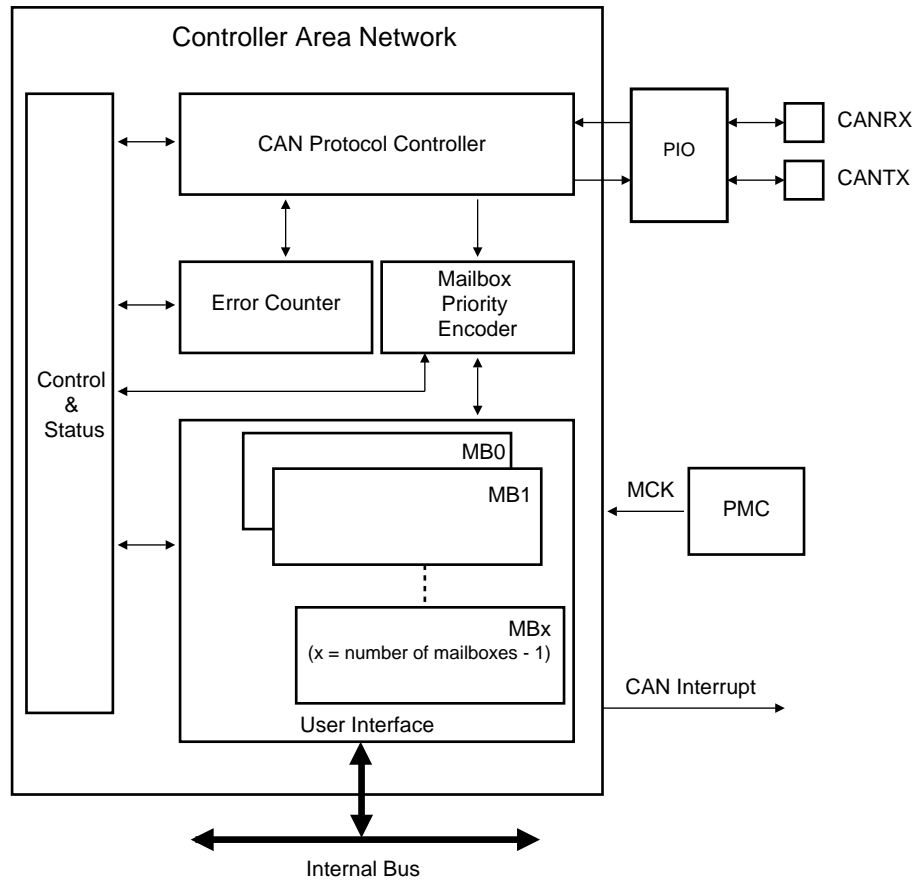 Controller Area Network
CAN Protocol Controller
PIO
CANRX
CANTX
Error Counter
Mailbox
Priority
Encoder
Control
&
Status
MB0
MB1
MCK
PMC
MBx
(x = number of mailboxes - 1)
CAN Interrupt
User Interface
Internal Bus